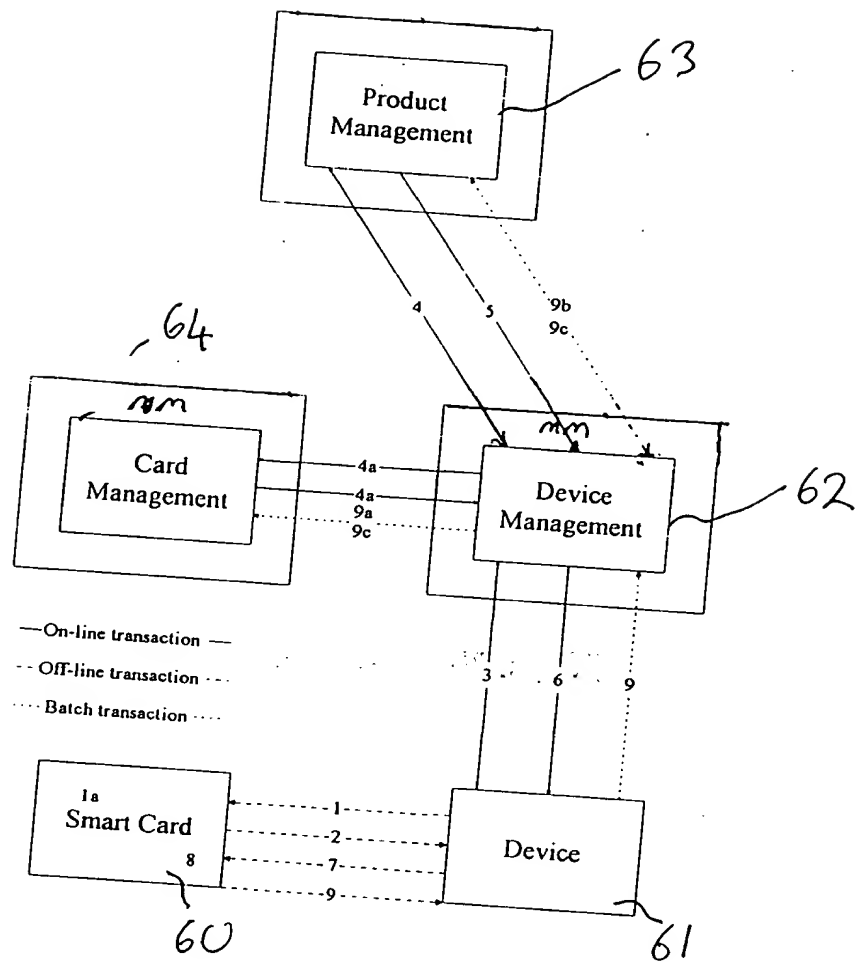 63
Product
Management
4
5
9b
9c
64
Card
Management
4a
4a
9a
9c
Device
Management
62
—On-line transaction —
- - Off-line transaction - -
···· Batch transaction ····
3
6
9
1a
Smart Card
8
1
2
7
9
Device
60
61